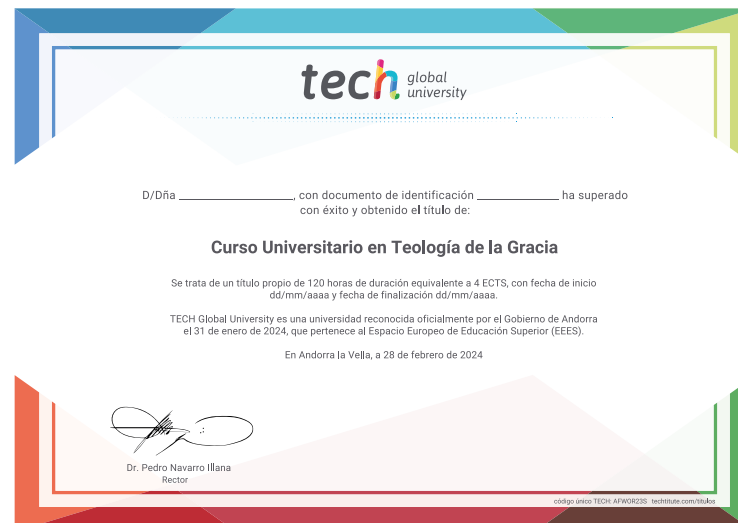 tech global university
D/Dña ____________________, con documento de identificación ______________ ha superado
con éxito y obtenido el título de:
Curso Universitario en Teología de la Gracia
Se trata de un título propio de 120 horas de duración equivalente a 4 ECTS, con fecha de inicio
dd/mm/aaaa y fecha de finalización dd/mm/aaaa.
TECH Global University es una universidad reconocida oficialmente por el Gobierno de Andorra
el 31 de enero de 2024, que pertenece al Espacio Europeo de Educación Superior (EEES).
En Andorra la Vella, a 28 de febrero de 2024
Dr. Pedro Navarro Illana
Rector
código único TECH: AFWOR23S techtitute.com/titulos